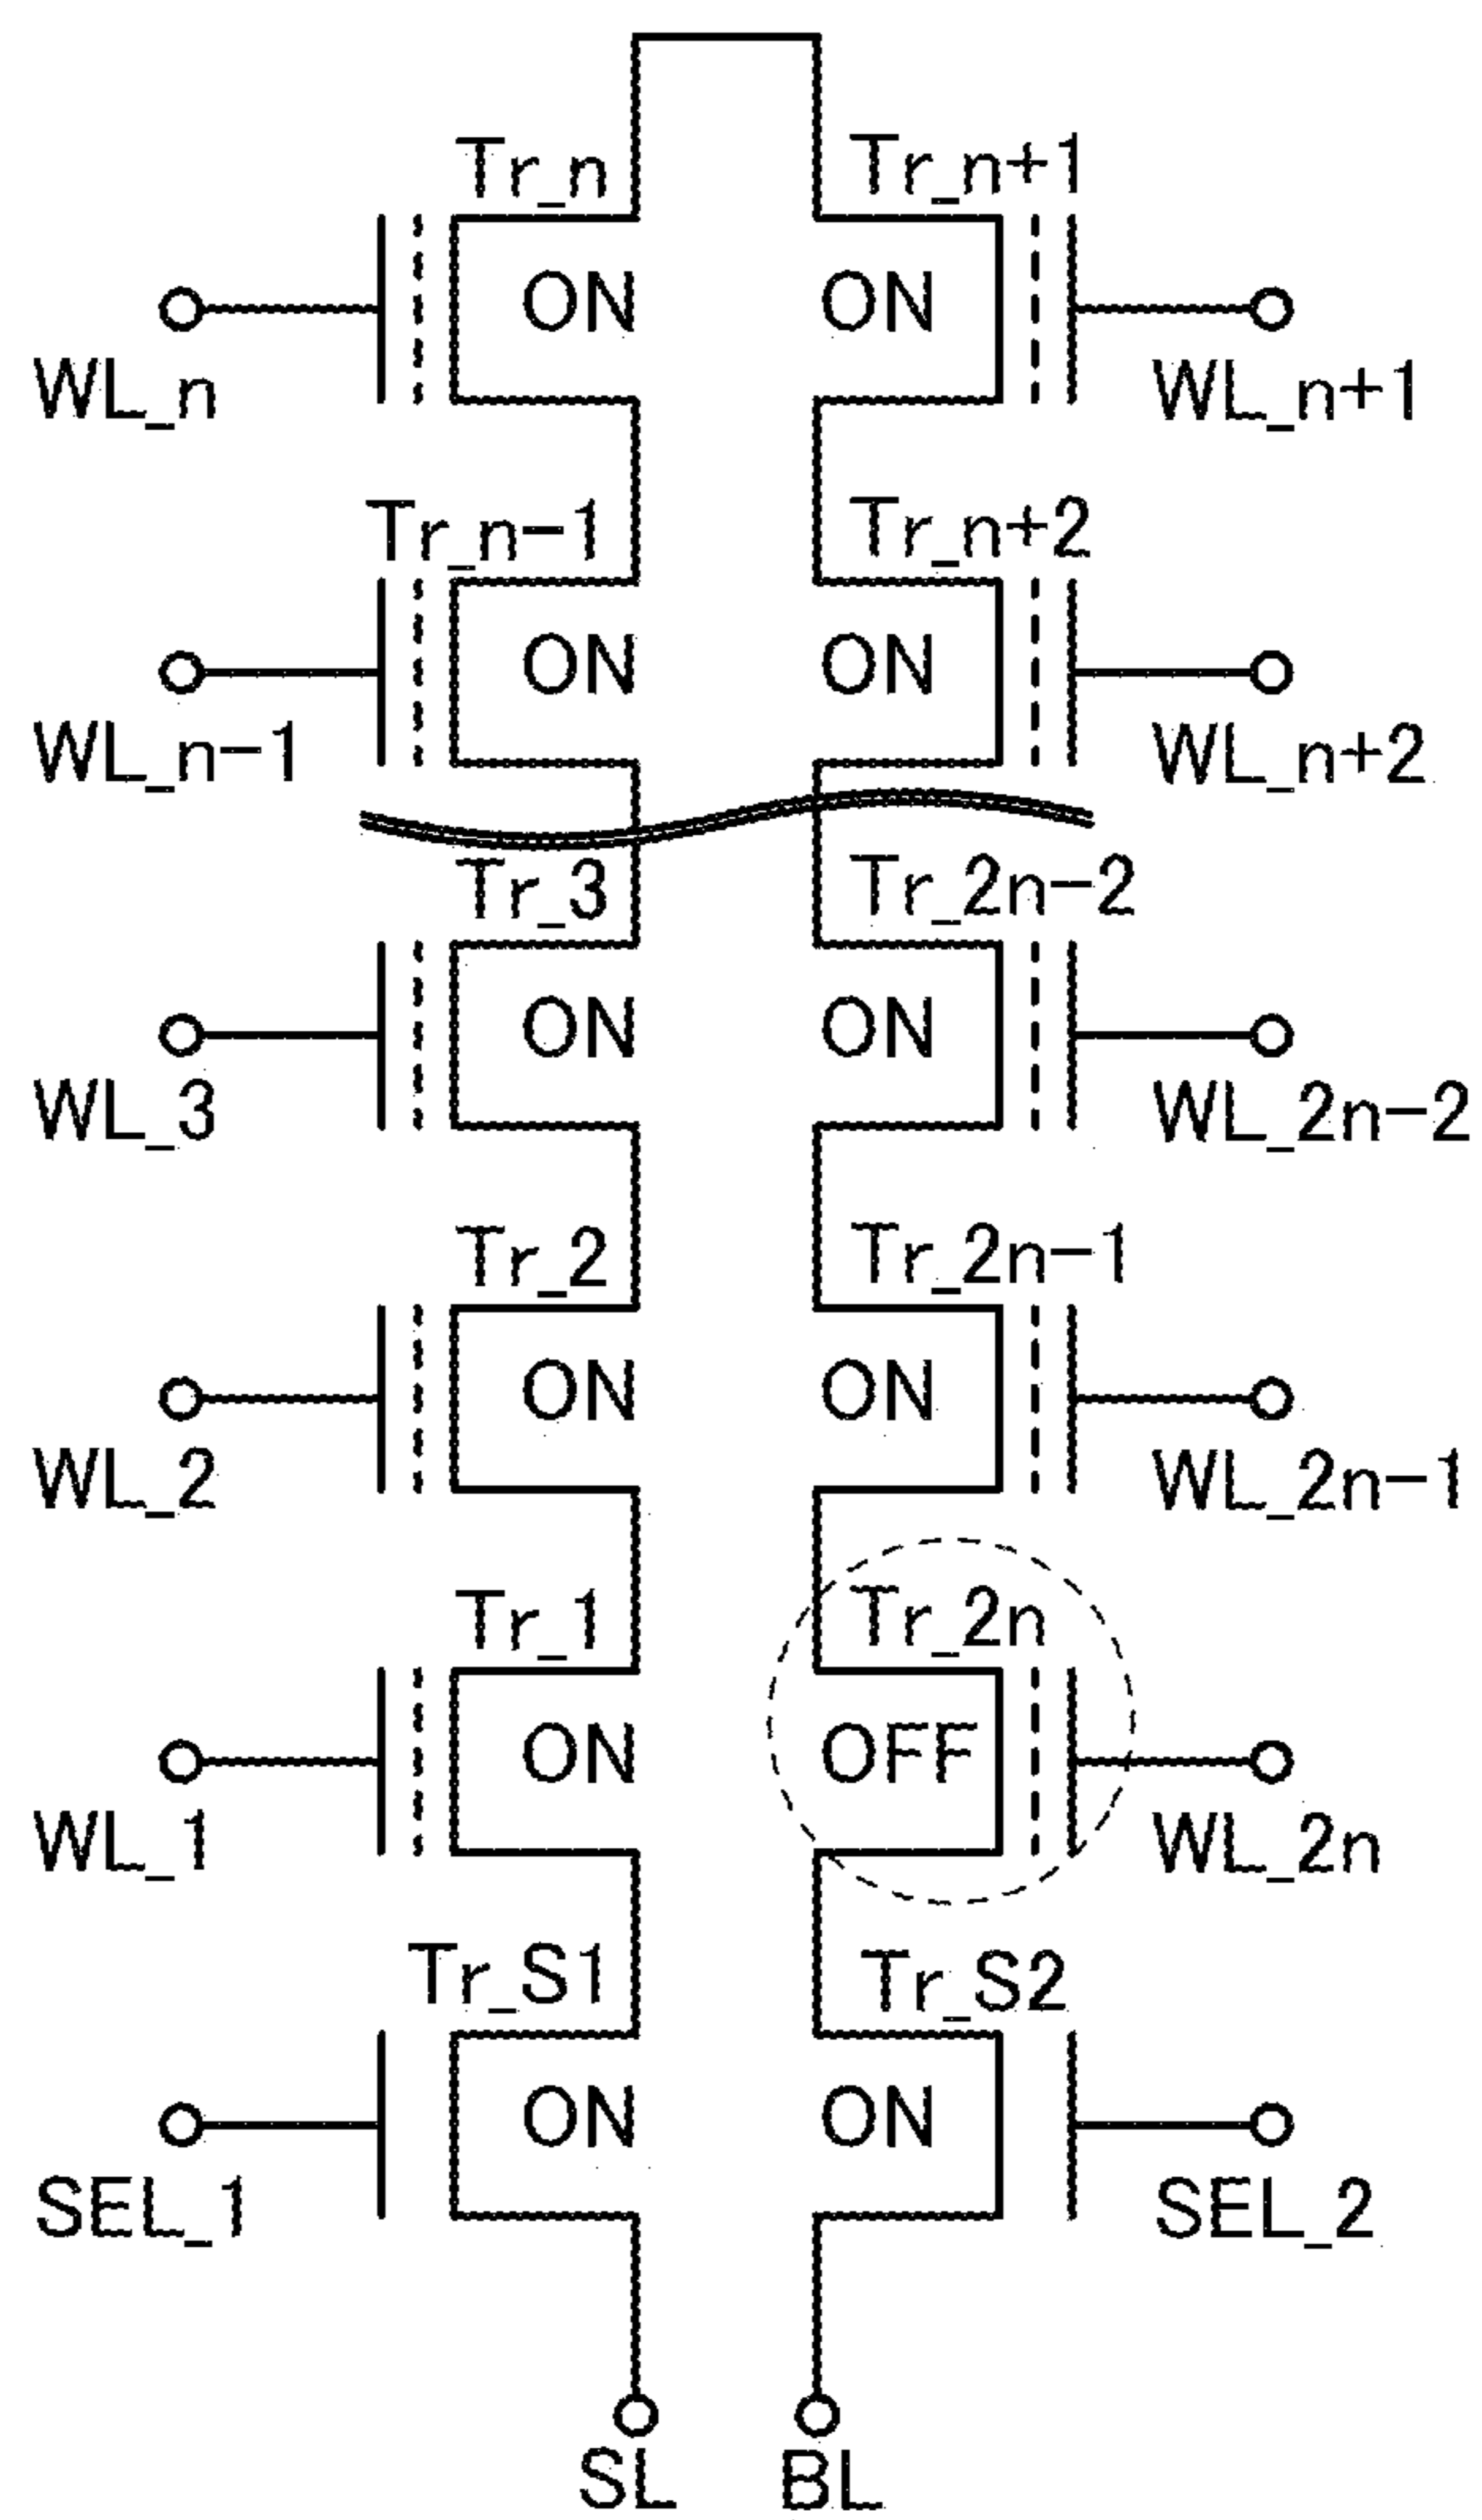 Tr_n Tr_n+1
ON ON
WL_n WL_n+1
Tr_n-1 Tr_n+2
ON ON
WL_n-1 WL_n+2
Tr_3 Tr_2n-2
ON ON
WL_3 WL_2n-2
Tr_2 Tr_2n-1
ON ON
WL_2 WL_2n-1
Tr_1 Tr_2n
ON OFF
WL_1 WL_2n
Tr_S1 Tr_S2
ON ON
SEL_1 SEL_2
SL BL